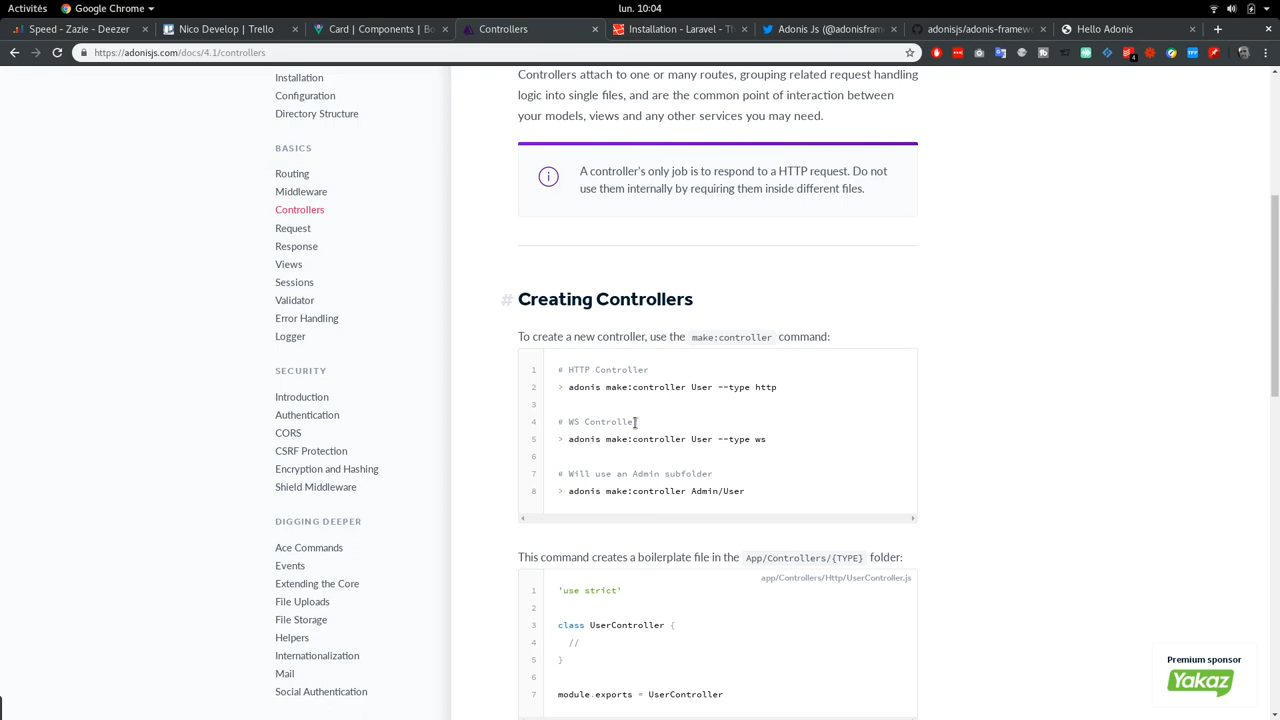 Activités
Google Chrome
lun. 10:04
Speed - Zazie - Deezer
Nico Develop | Trello
Card | Components | Bo
Controllers
Installation - Laravel - Th
Adonis Js (@adonisfram
adonisjs/adonis-framew
Hello Adonis
https://adonisjs.com/docs/4.1/controllers
4
Installation
Configuration
Directory Structure
BASICS
Routing
Middleware
Controllers
Request
Response
Views
Sessions
Validator
Error Handling
Logger
SECURITY
Introduction
Authentication
CORS
CSRF Protection
Encryption and Hashing
Shield Middleware
DIGGING DEEPER
Ace Commands
Events
Extending the Core
File Uploads
File Storage
Helpers
Internationalization
Mail
Social Authentication
Controllers attach to one or many routes, grouping related request handling
logic into single files, and are the common point of interaction between
your models, views and any other services you may need.
A controller's only job is to respond to a HTTP request. Do not
use them internally by requiring them inside different files.
# Creating Controllers
To create a new controller, use the make:controller command:
1 # HTTP Controller
2 > adonis make:controller User --type http
3
4 # WS Controller
5 > adonis make:controller User --type ws
6
7 # Will use an Admin subfolder
8 > adonis make:controller Admin/User
This command creates a boilerplate file in the App/Controllers/{TYPE} folder:
app/Controllers/Http/UserController.js
1 'use strict'
2
3 class UserController {
4 //
5 }
6
7 module.exports = UserController
Premium sponsor
Yakaz